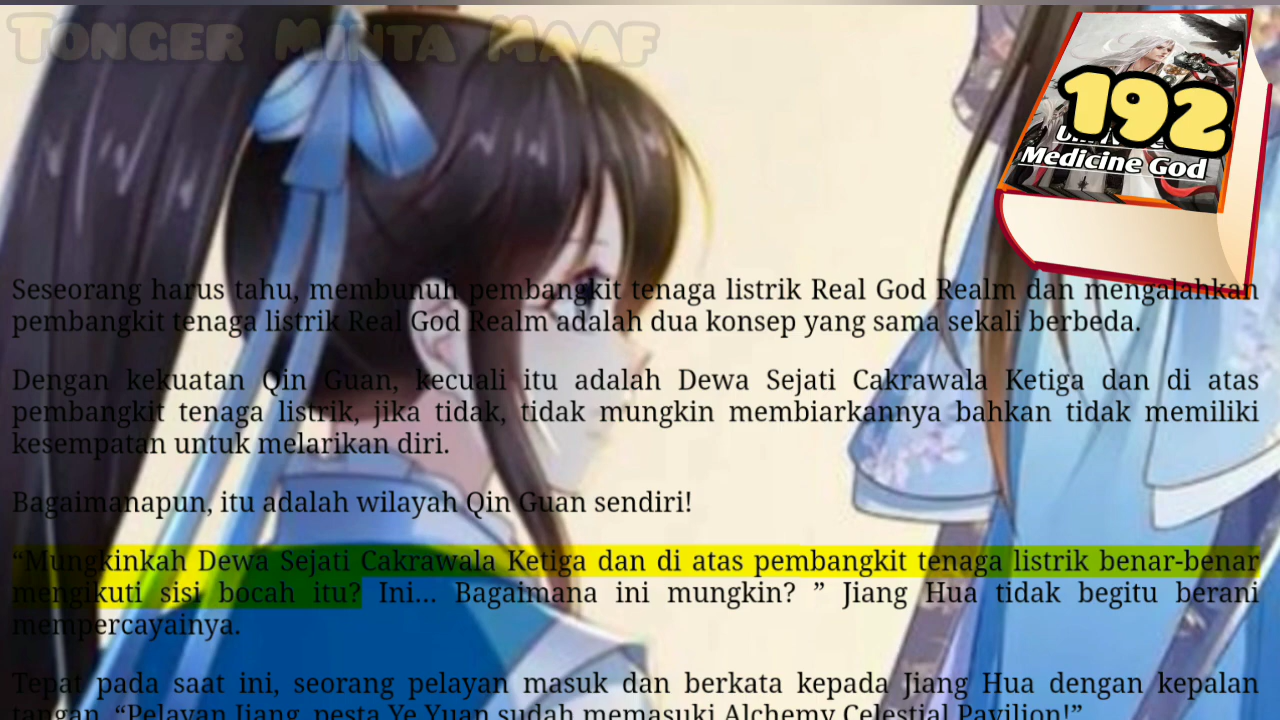 Tonger Minta Maaf
192
Medicine God
Seseorang harus tahu, membunuh pembangkit tenaga listrik Real God Realm dan mengalahkan
pembangkit tenaga listrik Real God Realm adalah dua konsep yang sama sekali berbeda.
Dengan kekuatan Qin Guan, kecuali itu adalah Dewa Sejati Cakrawala Ketiga dan di atas
pembangkit tenaga listrik, jika tidak, tidak mungkin membiarkannya bahkan tidak memiliki
kesempatan untuk melarikan diri.
Bagaimanapun, itu adalah wilayah Qin Guan sendiri!
“Mungkinkah Dewa Sejati Cakrawala Ketiga dan di atas pembangkit tenaga listrik benar-benar
mengikuti sisi bocah itu? Ini... Bagaimana ini mungkin? ” Jiang Hua tidak begitu berani
mempercayainya.
Tepat pada saat ini, seorang pelayan masuk dan berkata kepada Jiang Hua dengan kepalan
tangan, “Pelayan Jiang, pesta Ye Yuan sudah memasuki Alchemy Celestial Pavilion!”